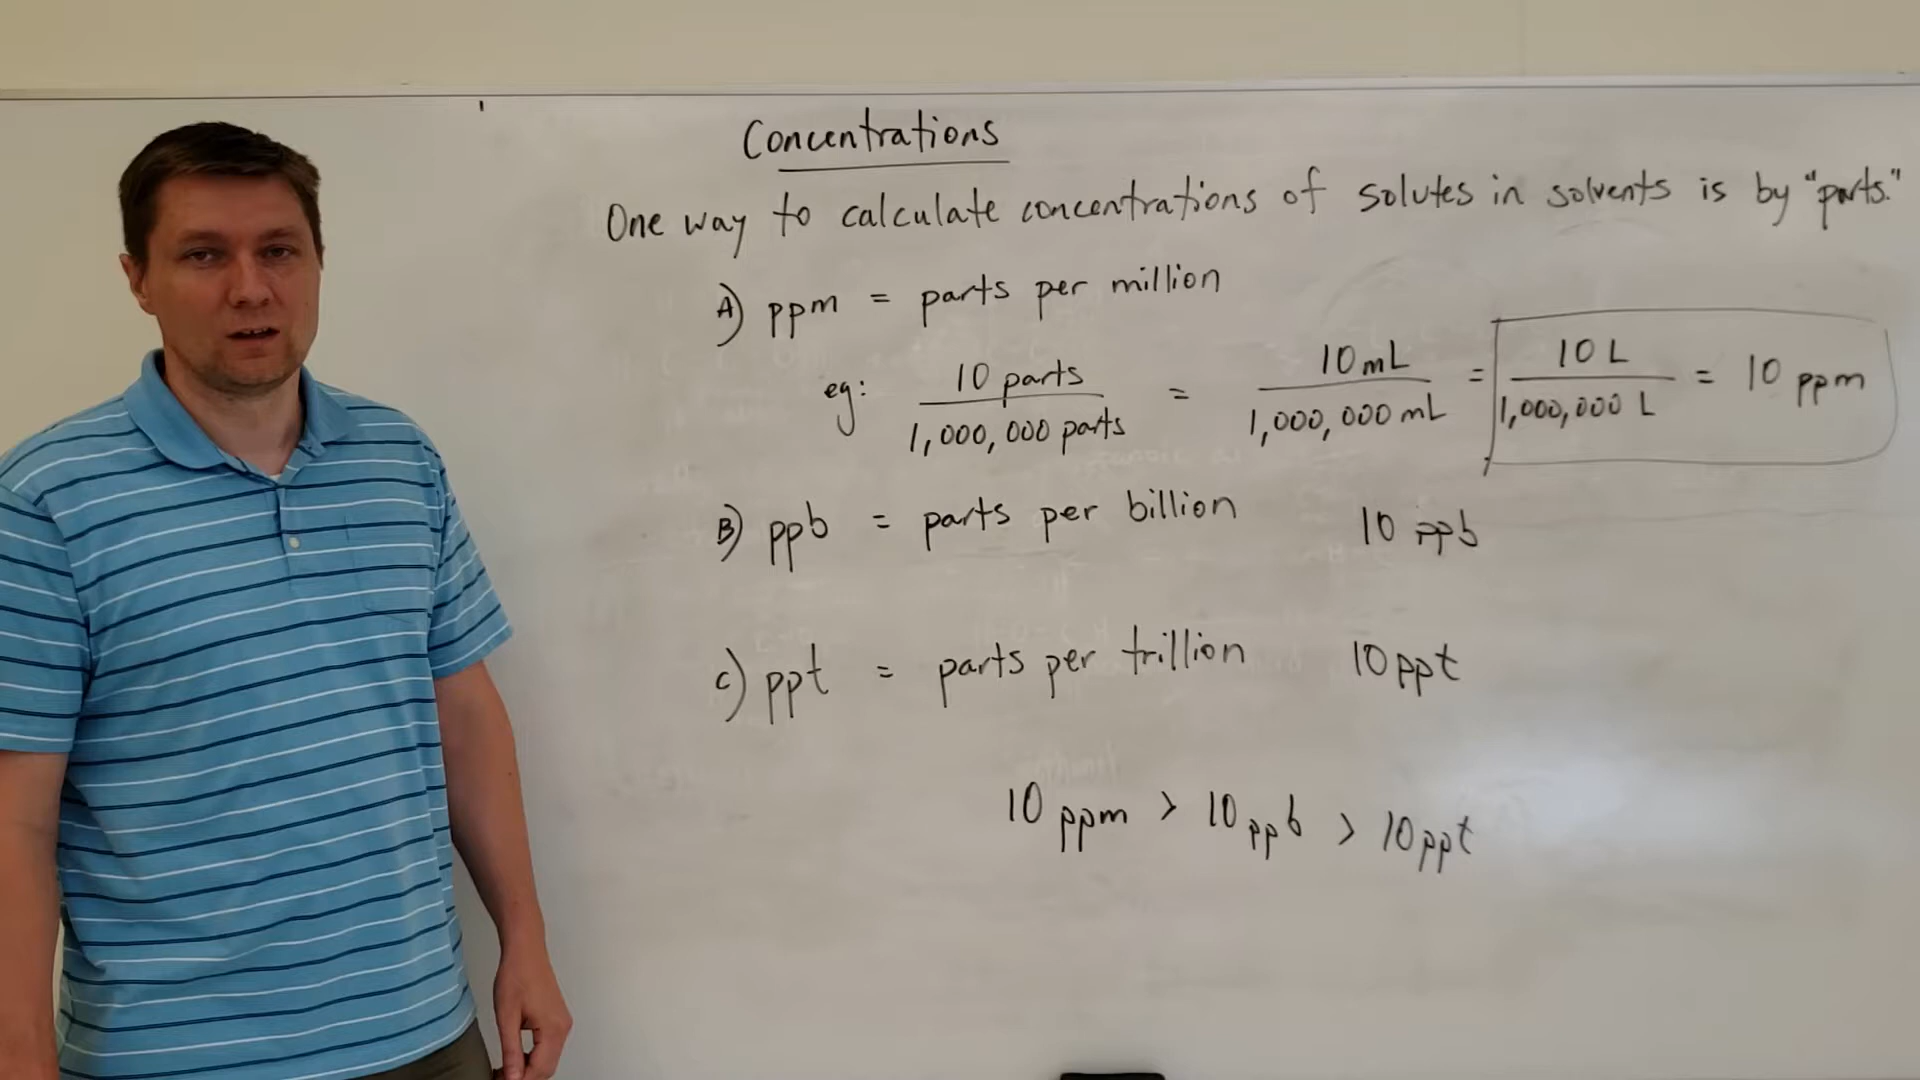 Concentrations
One way to calculate concentrations of solutes in solvents is by "parts."
A) ppm = parts per million
eg: 10 parts / 1,000,000 parts = 10 mL / 1,000,000 mL = 10 L / 1,000,000 L = 10 ppm
B) ppb = parts per billion 10 ppb
C) ppt = parts per trillion 10 ppt
10 ppm > 10 ppb > 10 ppt